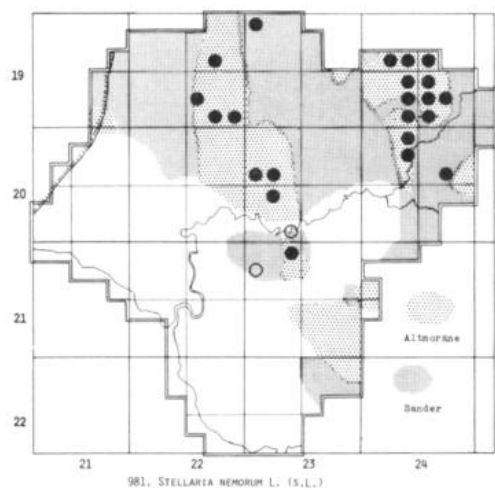 19
20
21
Altmoräne
Sander
22
21 22 23 24
981. STELLARIA NEMORUM L. (S.L.)